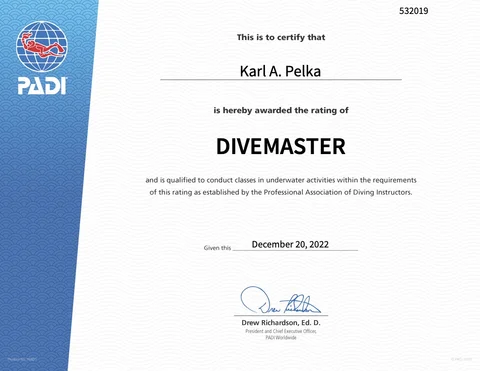 532019
This is to certify that
PADI
Karl A. Pelka
is hereby awarded the rating of
DIVEMASTER
and is qualified to conduct classes in underwater activities within the requirements
of this rating as established by the Professional Association of Diving Instructors.
Given this December 20, 2022
Drew Richardson, Ed. D.
President and Chief Executive Officer,
PADI Worldwide